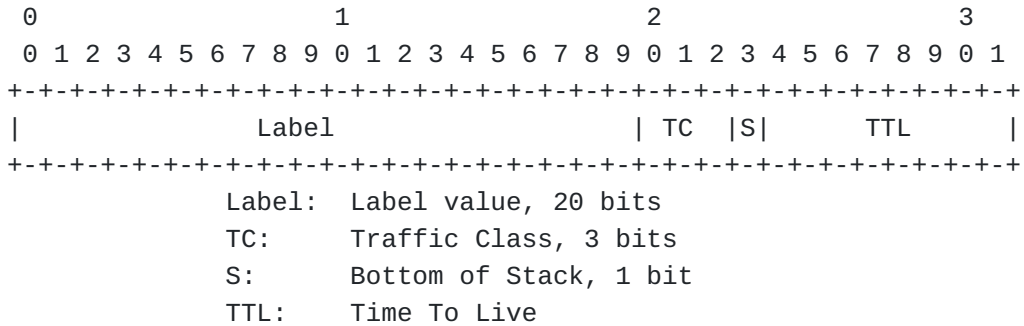 0                   1                   2                   3
 0 1 2 3 4 5 6 7 8 9 0 1 2 3 4 5 6 7 8 9 0 1 2 3 4 5 6 7 8 9 0 1
+-+-+-+-+-+-+-+-+-+-+-+-+-+-+-+-+-+-+-+-+-+-+-+-+-+-+-+-+-+-+-+-+
|               Label                   | TC  |S|      TTL      |
+-+-+-+-+-+-+-+-+-+-+-+-+-+-+-+-+-+-+-+-+-+-+-+-+-+-+-+-+-+-+-+-+
              Label:  Label value, 20 bits
              TC:     Traffic Class, 3 bits
              S:      Bottom of Stack, 1 bit
              TTL:    Time To Live